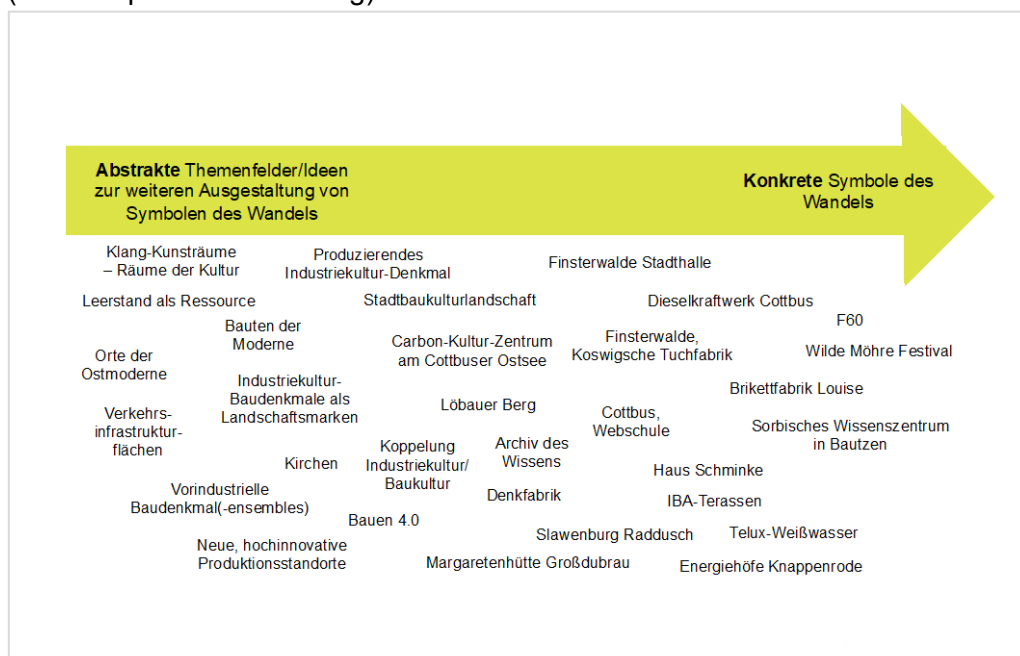 Abstrakte Themenfelder/Ideen
zur weiteren Ausgestaltung von
Symbolen des Wandels
Konkrete Symbole des
Wandels
Klang-Kunsträume
– Räume der Kultur
Produzierendes
Industriekultur-Denkmal
Finsterwalde Stadthalle
Leerstand als Ressource
Stadtbaukulturlandschaft
Dieselkraftwerk Cottbus
F60
Bauten der
Moderne
Carbon-Kultur-Zentrum
am Cottbuser Ostsee
Finsterwalde,
Koswigsche Tuchfabrik
Wilde Möhre Festival
Orte der
Ostmoderne
Industriekultur-
Baudenkmale als
Landschaftsmarken
Brikettfabrik Louise
Löbauer Berg
Verkehrs-
infrastruktur-
flächen
Cottbus,
Webschule
Sorbisches Wissenszentrum
in Bautzen
Kirchen
Koppelung
Industriekultur/
Baukultur
Archiv des
Wissens
Haus Schminke
Vorindustrielle
Baudenkmal(-ensembles)
Denkfabrik
IBA-Terassen
Bauen 4.0
Slawenburg Raddusch
Telux-Weißwasser
Neue, hochinnovative
Produktionsstandorte
Margaretenhütte Großdubrau
Energiehöfe Knappenrode